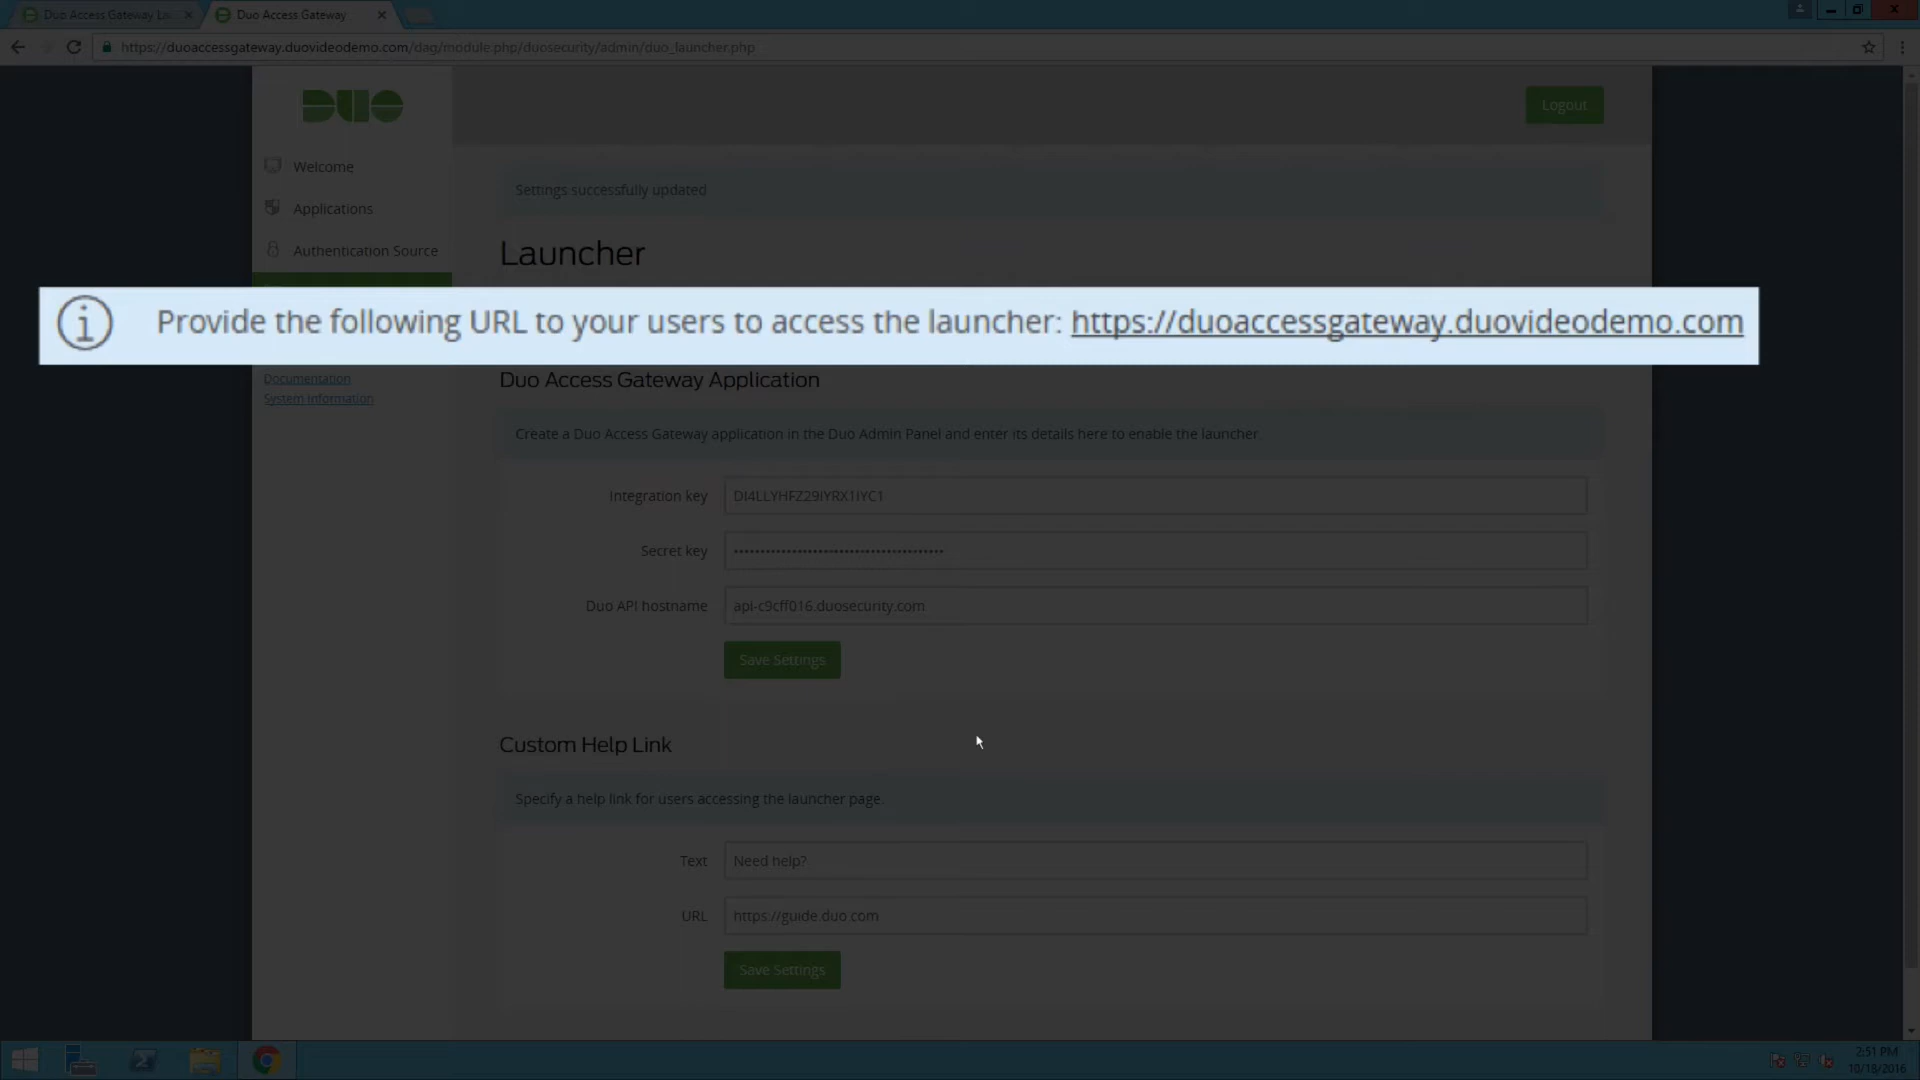 Duo Access Gateway La
Duo Access Gateway
https://duoaccessgateway.duovideodemo.com/dag/module.php/duosecurity/admin/duo_launcher.php
DUO
Logout
Welcome
Applications
Authentication Source
Settings successfully updated
Launcher
Provide the following URL to your users to access the launcher: https://duoaccessgateway.duovideodemo.com
Documentation
System Information
Duo Access Gateway Application
Create a Duo Access Gateway application in the Duo Admin Panel and enter its details here to enable the launcher.
Integration key
DI4LLYHFZ29IYRX1IYC1
Secret key
Duo API hostname
api-c9cff016.duosecurity.com
Save Settings
Custom Help Link
Specify a help link for users accessing the launcher page.
Text
Need help?
URL
https://guide.duo.com
Save Settings
2:51 PM
10/18/2016